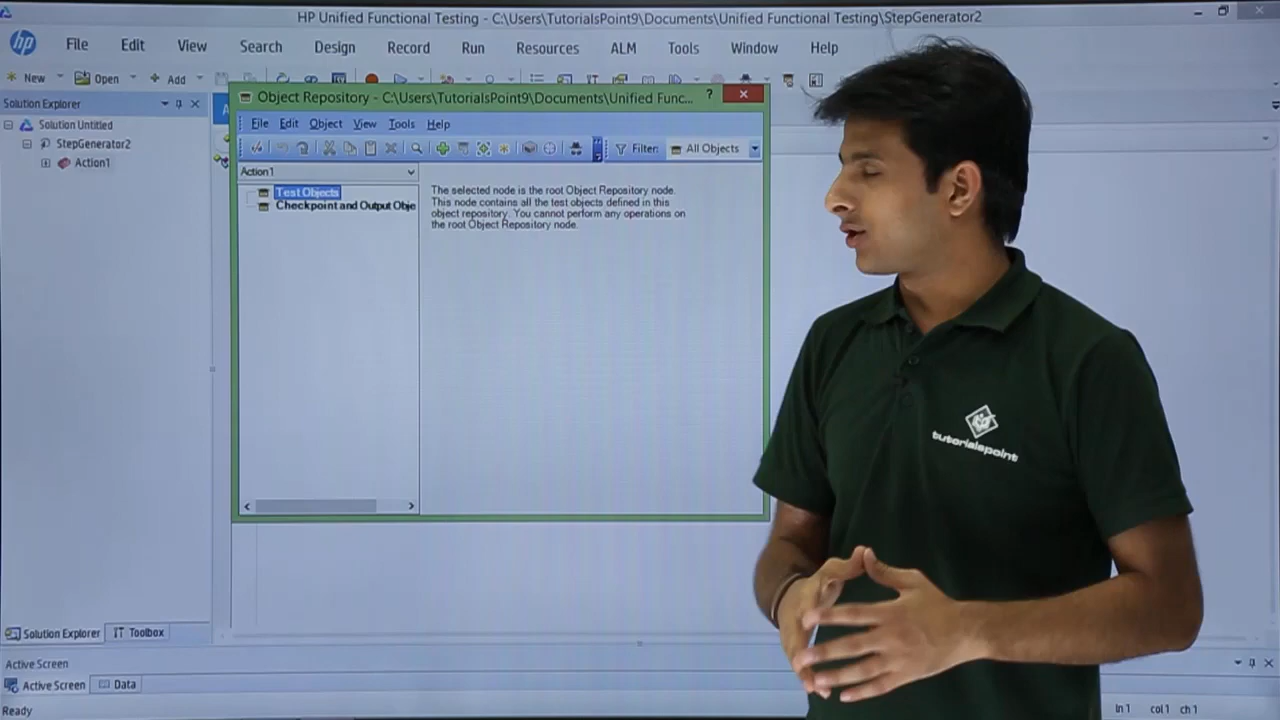 HP Unified Functional Testing - C:\Users\TutorialsPoint9\Documents\Unified Functional Testing\StepGenerator2
hp File Edit View Search Design Record Run Resources ALM Tools Window Help
New Open Add
Solution Explorer
Solution Untitled
StepGenerator2
Action1
Object Repository - C:\Users\TutorialsPoint9\Documents\Unified Func... ?
File Edit Object View Tools Help
Filter: All Objects
Action1
Test Objects
Checkpoint and Output Obje
The selected node is the root Object Repository node.
This node contains all the test objects defined in this
object repository. You cannot perform any operations on
the root Object Repository node.
tutorialspoint
Solution Explorer Toolbox
Active Screen
Active Screen Data
Ready ln1 col1 ch1